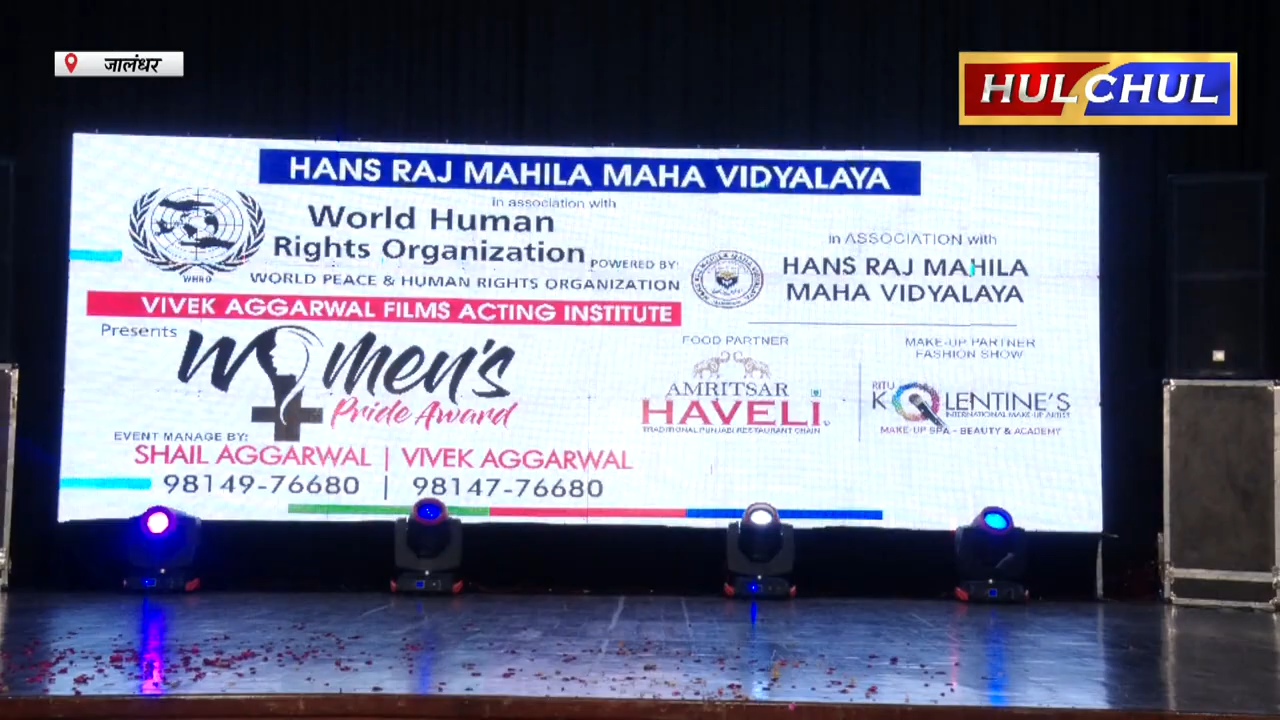 जालंधर
HULCHUL
HANS RAJ MAHILA MAHA VIDYALAYA
in association with
World Human
Rights Organization
POWERED BY:
WHRO
WORLD PEACE & HUMAN RIGHTS ORGANIZATION
in ASSOCIATION with
HANS RAJ MAHILA
MAHA VIDYALAYA
VIVEK AGGARWAL FILMS ACTING INSTITUTE
Presents
women's
Pride Award
FOOD PARTNER
AMRITSAR
HAVELI
TRADITIONAL PUNJABI RESTAURANT CHAIN
MAKE-UP PARTNER
FASHION SHOW
RITU
KOLENTINE'S
INTERNATIONAL MAKE-UP ARTIST
MAKE-UP SPA - BEAUTY & ACADEMY
EVENT MANAGE BY:
SHAIL AGGARWAL | VIVEK AGGARWAL
98149-76680 | 98147-76680